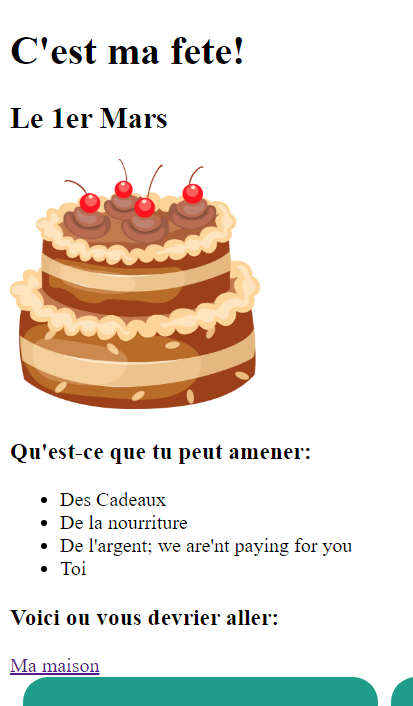 C'est ma fete!
Le 1er Mars
Qu'est-ce que tu peut amener:
Des Cadeaux
De la nourriture
De l'argent; we are'nt paying for you
Toi
Voici ou vous devrier aller:
Ma maison